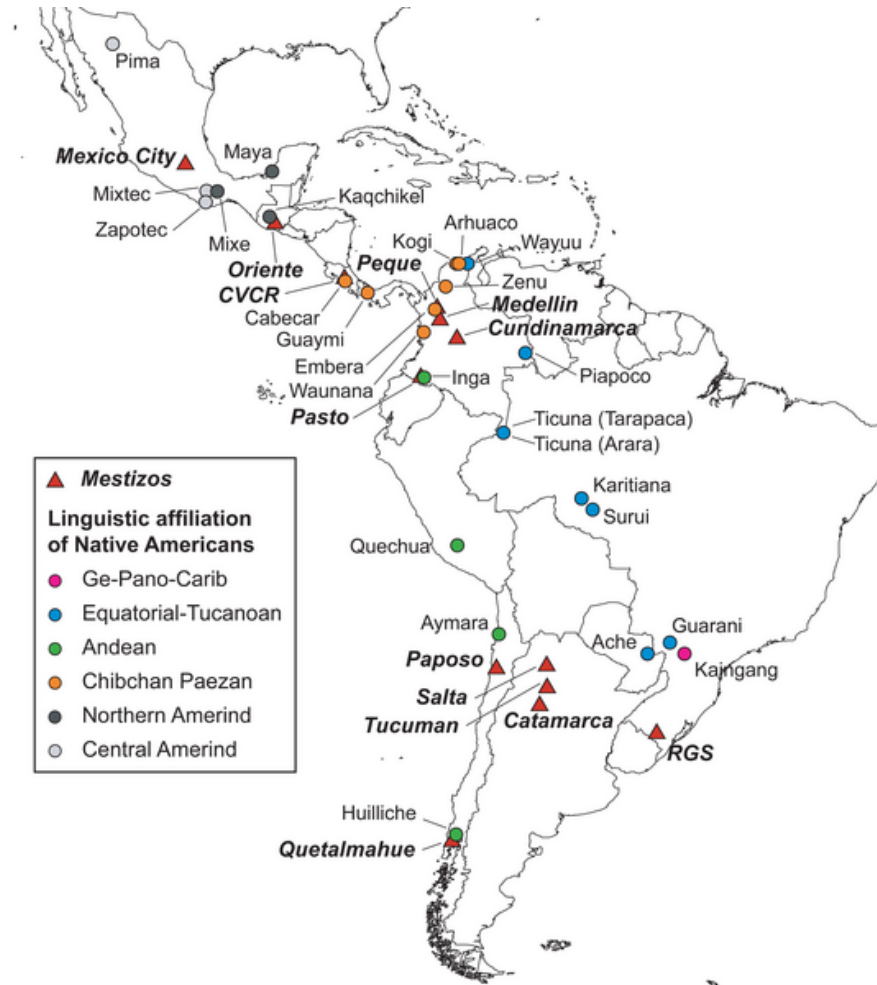 Pima
Mexico City
Maya
Mixtec
Kaqchikel
Zapotec
Mixe
Arhuaco
Kogi
Wayuu
Oriente
Peque
Zenu
CVCR
Medellin
Cabecar
Cundinamarca
Guaymi
Embera
Waunana
Inga
Piapoco
Pasto
Ticuna (Tarapaca)
Ticuna (Arara)
Mestizos
Linguistic affiliation
of Native Americans
Ge-Pano-Carib
Equatorial-Tucanoan
Andean
Chibchan Paezan
Northern Amerind
Central Amerind
Karitiana
Surui
Quechua
Aymara
Guarani
Ache
Paposo
Kaingang
Salta
Tucuman
Catamarca
RGS
Huilliche
Quetalmahue